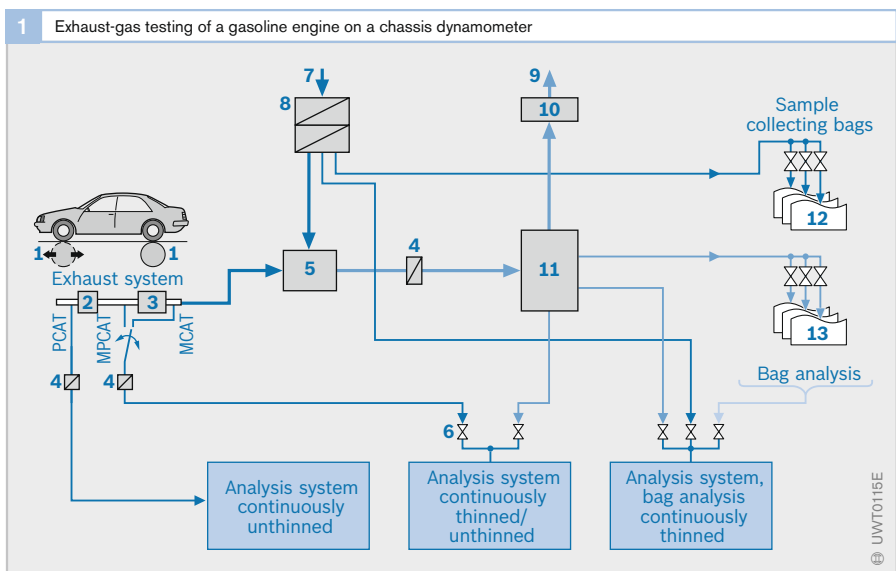 1 Exhaust-gas testing of a gasoline engine on a chassis dynamometer
7
8
9
10
Sample
collecting bags
12
1
1
Exhaust system
2
3
PCAT
MPCAT
MCAT
4
4
5
4
11
13
Bag analysis
6
Analysis system
continuously
unthinned
Analysis system
continuously
thinned/
unthinned
Analysis system,
bag analysis
continuously
thinned
UWT0115E